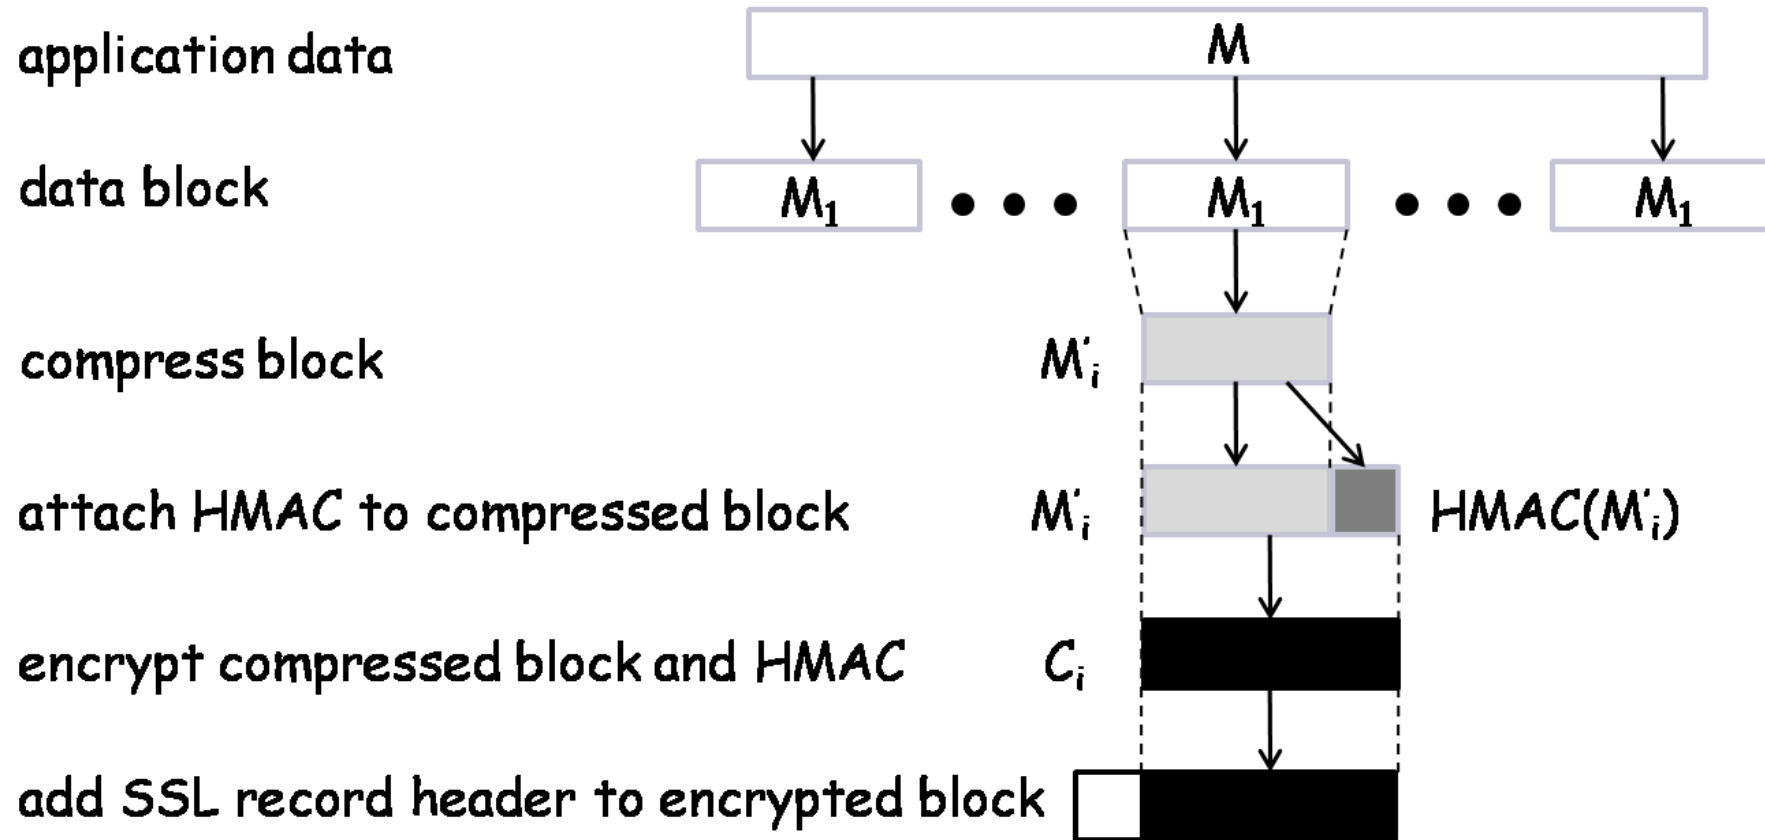 application data M
data block M₁ • • • M₁ • • • M₁
compress block M'ᵢ
attach HMAC to compressed block M'ᵢ HMAC(M'ᵢ)
encrypt compressed block and HMAC Cᵢ
add SSL record header to encrypted block